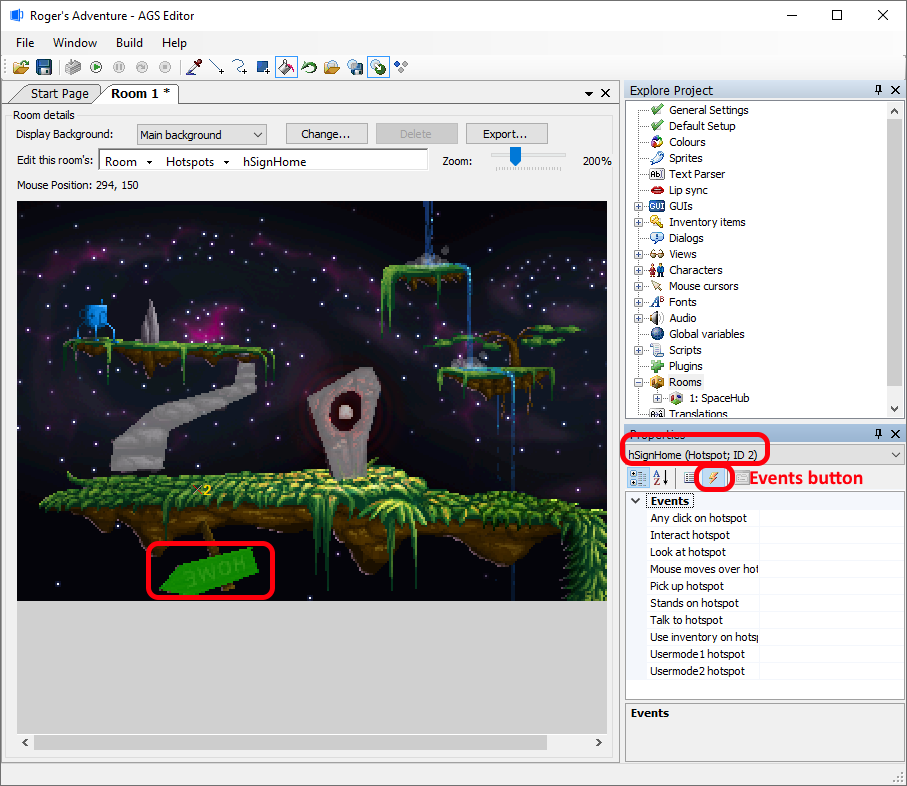 Roger's Adventure - AGS Editor
File Window Build Help
Start Page Room 1 *
Room details
Display Background: Main background Change... Delete Export...
Edit this room's: Room Hotspots hSignHome Zoom: 200%
Mouse Position: 294, 150
2
HOME
Explore Project
General Settings
Default Setup
Colours
Sprites
Text Parser
Lip sync
GUIs
Inventory items
Dialogs
Views
Characters
Mouse cursors
Fonts
Audio
Global variables
Scripts
Plugins
Rooms
1: SpaceHub
Translations
Properties
hSignHome (Hotspot; ID 2)
Events button
Events
Any click on hotspot
Interact hotspot
Look at hotspot
Mouse moves over hot
Pick up hotspot
Stands on hotspot
Talk to hotspot
Use inventory on hots
Usermode1 hotspot
Usermode2 hotspot
Events